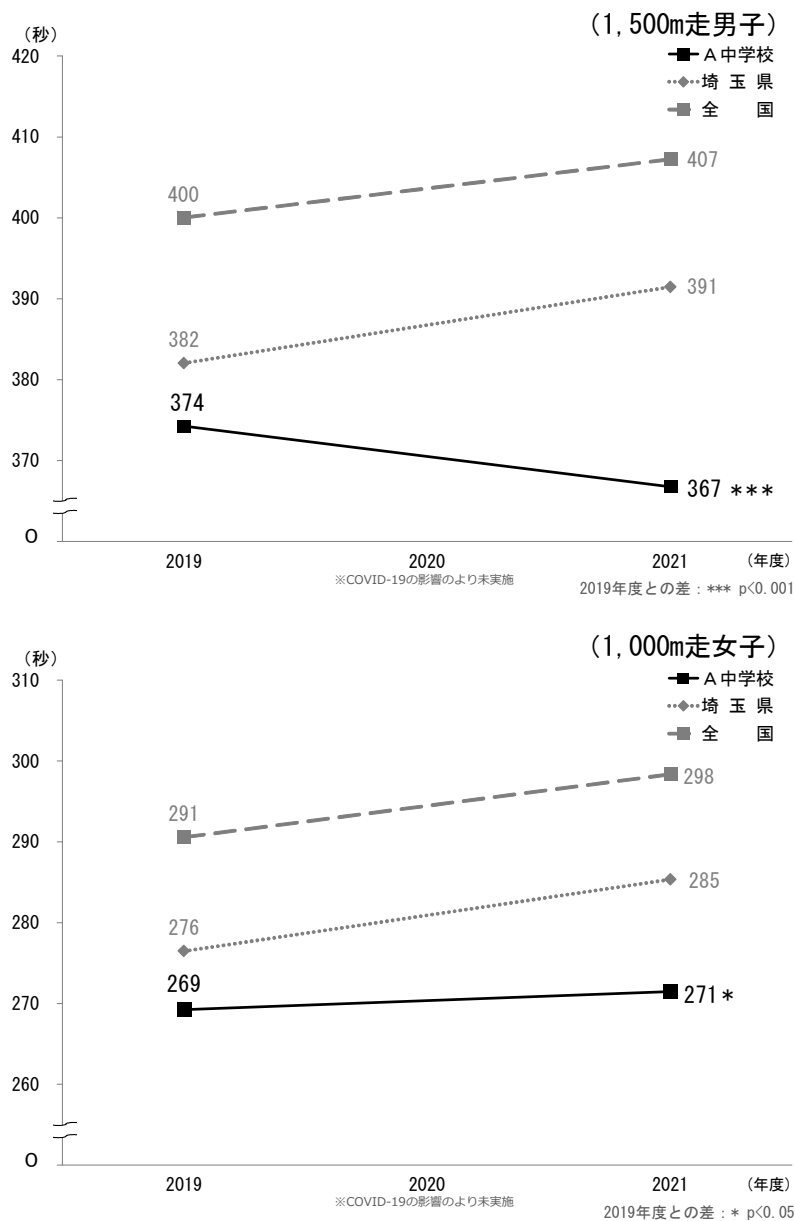 （1,500m走男子）
（秒）
A中学校
埼 玉 県
全　　国
420
410
400
390
380
370
0
400
407
382
391
374
367 ***
2019
2020
2021
（年度）
※COVID-19の影響のより未実施
2019年度との差：*** p<0.001
（1,000m走女子）
（秒）
A中学校
埼 玉 県
全　　国
310
300
290
280
270
260
0
291
298
276
285
269
271 *
2019
2020
2021
（年度）
※COVID-19の影響のより未実施
2019年度との差：* p<0.05